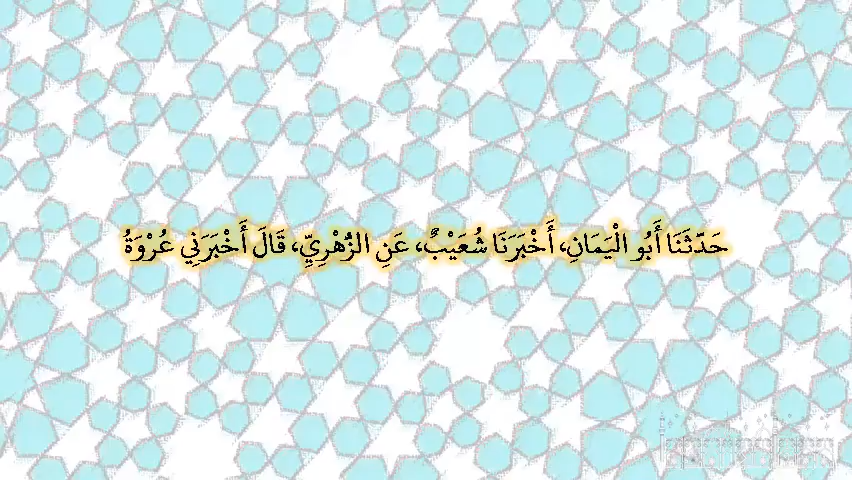 حَدَّثَنَا أَبُو الْيَمَانِ، أَخْبَرَنَا شُعَيْبٌ، عَنِ الزُّهْرِيِّ، قَالَ أَخْبَرَنِي عُرْوَةُ